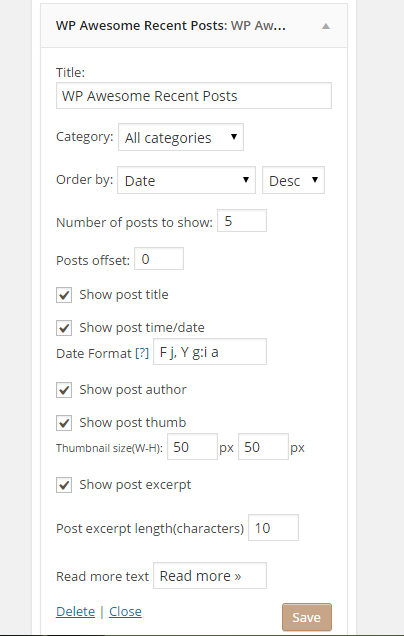 WP Awesome Recent Posts: WP Aw...
Title:
WP Awesome Recent Posts
Category: All categories
Order by: Date Desc
Number of posts to show: 5
Posts offset: 0
Show post title
Show post time/date
Date Format [?] F j, Y g:i a
Show post author
Show post thumb
Thumbnail size(W-H): 50 px 50 px
Show post excerpt
Post excerpt length(characters) 10
Read more text Read more »
Delete | Close Save